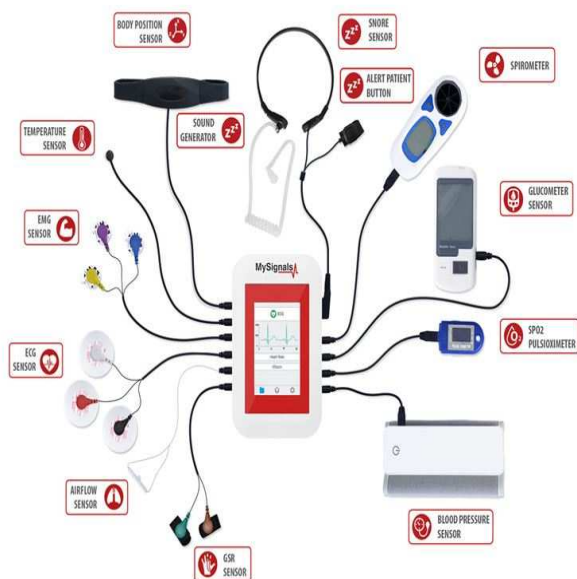 BODY POSITION
SENSOR
SNORE
SENSOR
SPIROMETER
ALERT PATIENT
BUTTON
SOUND
GENERATOR
TEMPERATURE
SENSOR
GLUCOMETER
SENSOR
EMG
SENSOR
MySignals
ECG
SPO2
PULSIOXIMETER
ECG
SENSOR
AIRFLOW
SENSOR
BLOOD PRESSURE
SENSOR
GSR
SENSOR